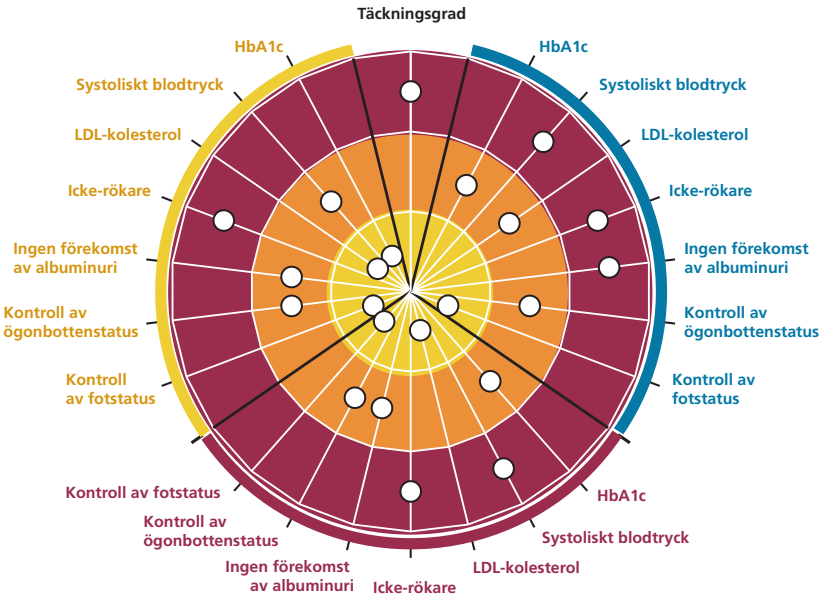 Täckningsgrad
HbA1c
Systoliskt blodtryck
LDL-kolesterol
Icke-rökare
Ingen förekomst
av albuminuri
Kontroll av
ögonbottenstatus
Kontroll av
fotstatus
HbA1c
Systoliskt blodtryck
LDL-kolesterol
Icke-rökare
Ingen förekomst
av albuminuri
Kontroll av
ögonbottenstatus
Kontroll av fotstatus
Kontroll
av fotstatus
Kontroll av
ögonbottenstatus
Ingen förekomst
av albuminuri
Icke-rökare
LDL-kolesterol
Systoliskt blodtryck
HbA1c